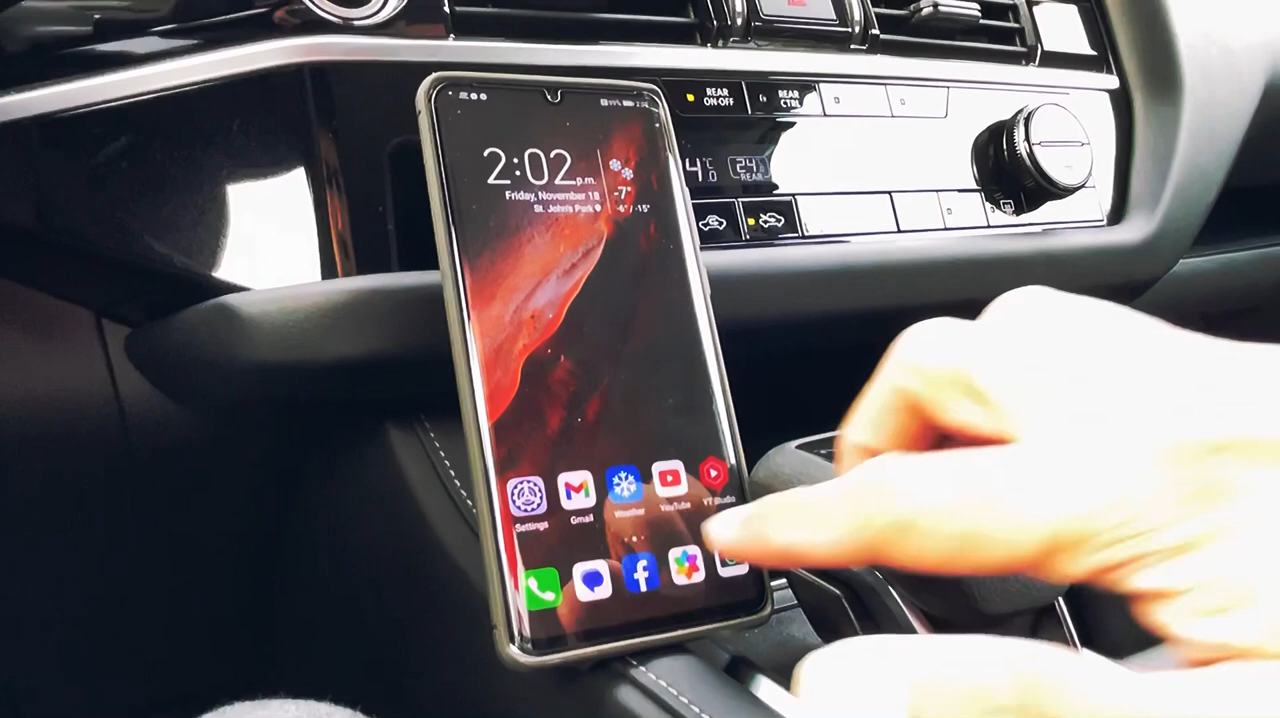 REAR
ON-OFF
REAR
CTRL
2:02 p.m.
Friday, November 18
St. John's Park
-7°
-6° / -15°
4°C
24
REAR
Settings
Gmail
Weather
YouTube
YT Studio